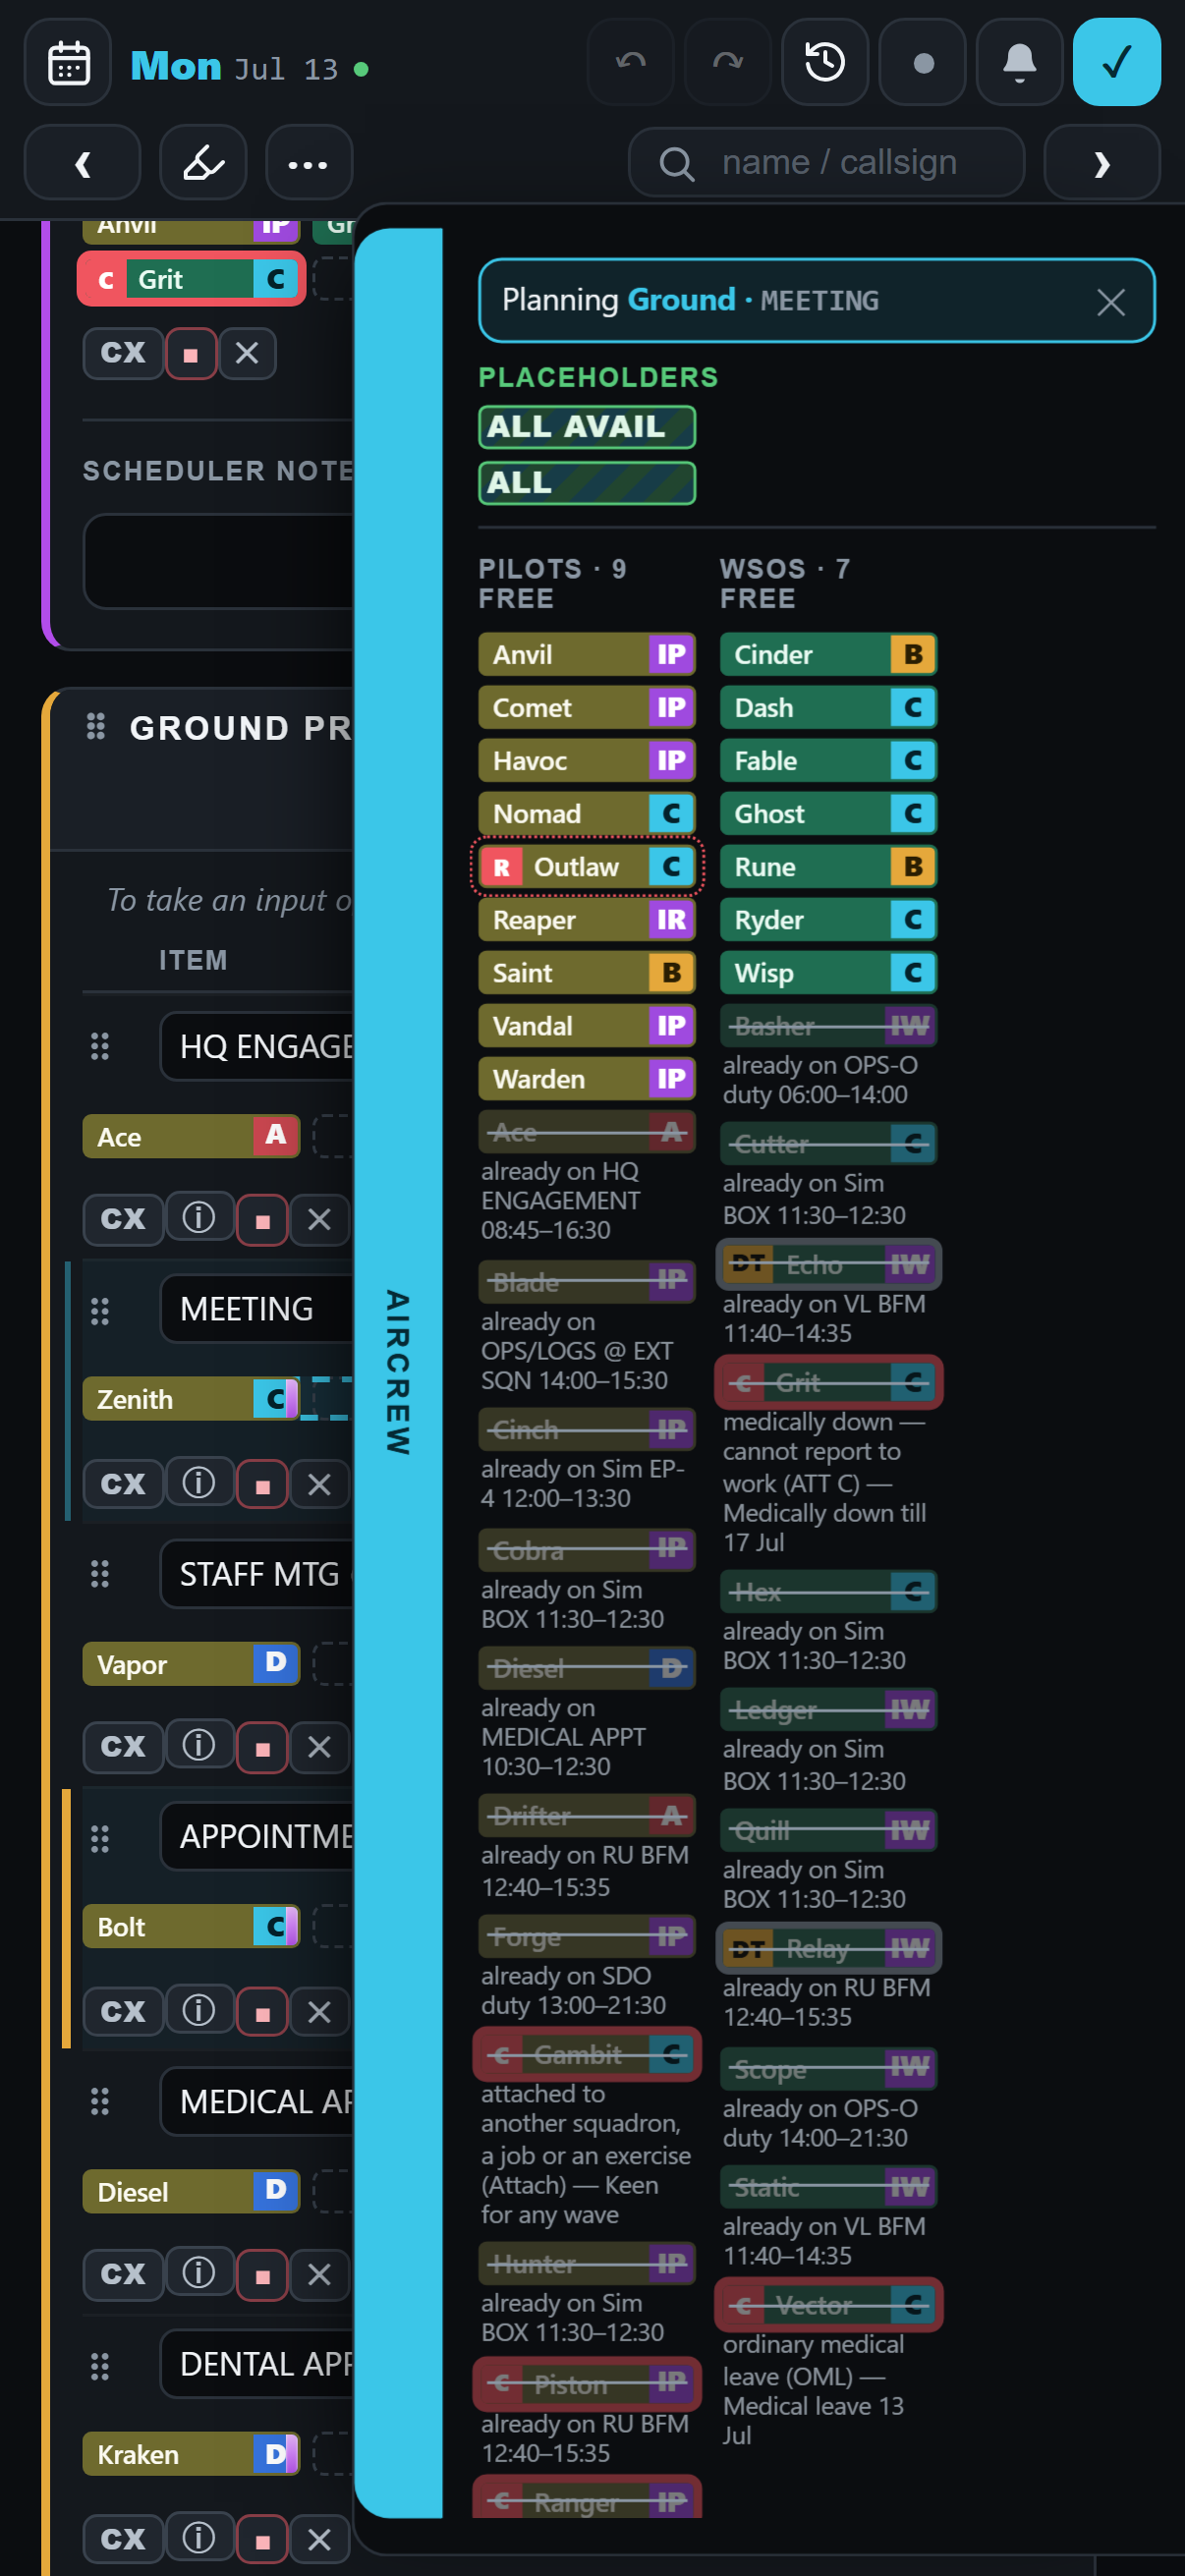 Mon Jul 13
name / callsign
Anvil IP Gr
C Grit C
CX
SCHEDULER NOTE
GROUND PR
To take an input o
ITEM
HQ ENGAGE
Ace A
CX
MEETING
Zenith C
CX
STAFF MTG
Vapor D
CX
APPOINTME
Bolt C
CX
MEDICAL AP
Diesel D
CX
DENTAL APP
Kraken D
CX
AIRCREW
Planning Ground · MEETING
PLACEHOLDERS
ALL AVAIL
ALL
PILOTS · 9
FREE
Anvil IP
Comet IP
Havoc IP
Nomad C
R Outlaw C
Reaper IR
Saint B
Vandal IP
Warden IP
Ace A
already on HQ
ENGAGEMENT
08:45–16:30
Blade IP
already on
OPS/LOGS @ EXT
SQN 14:00–15:30
Cinch IP
already on Sim EP-
4 12:00–13:30
Cobra IP
already on Sim
BOX 11:30–12:30
Diesel D
already on
MEDICAL APPT
10:30–12:30
Drifter A
already on RU BFM
12:40–15:35
Forge IP
already on SDO
duty 13:00–21:30
C Gambit C
attached to
another squadron,
a job or an exercise
(Attach) — Keen
for any wave
Hunter IP
already on Sim
BOX 11:30–12:30
C Piston IP
already on RU BFM
12:40–15:35
C Ranger IP
WSOS · 7
FREE
Cinder B
Dash C
Fable C
Ghost C
Rune B
Ryder C
Wisp C
Basher IW
already on OPS-O
duty 06:00–14:00
Cutter C
already on Sim
BOX 11:30–12:30
DT Echo IW
already on VL BFM
11:40–14:35
C Grit C
medically down —
cannot report to
work (ATT C) —
Medically down till
17 Jul
Hex C
already on Sim
BOX 11:30–12:30
Ledger IW
already on Sim
BOX 11:30–12:30
Quill IW
already on Sim
BOX 11:30–12:30
DT Relay IW
already on RU BFM
12:40–15:35
Scope IW
already on OPS-O
duty 14:00–21:30
Static IW
already on VL BFM
11:40–14:35
C Vector C
ordinary medical
leave (OML) —
Medical leave 13
Jul